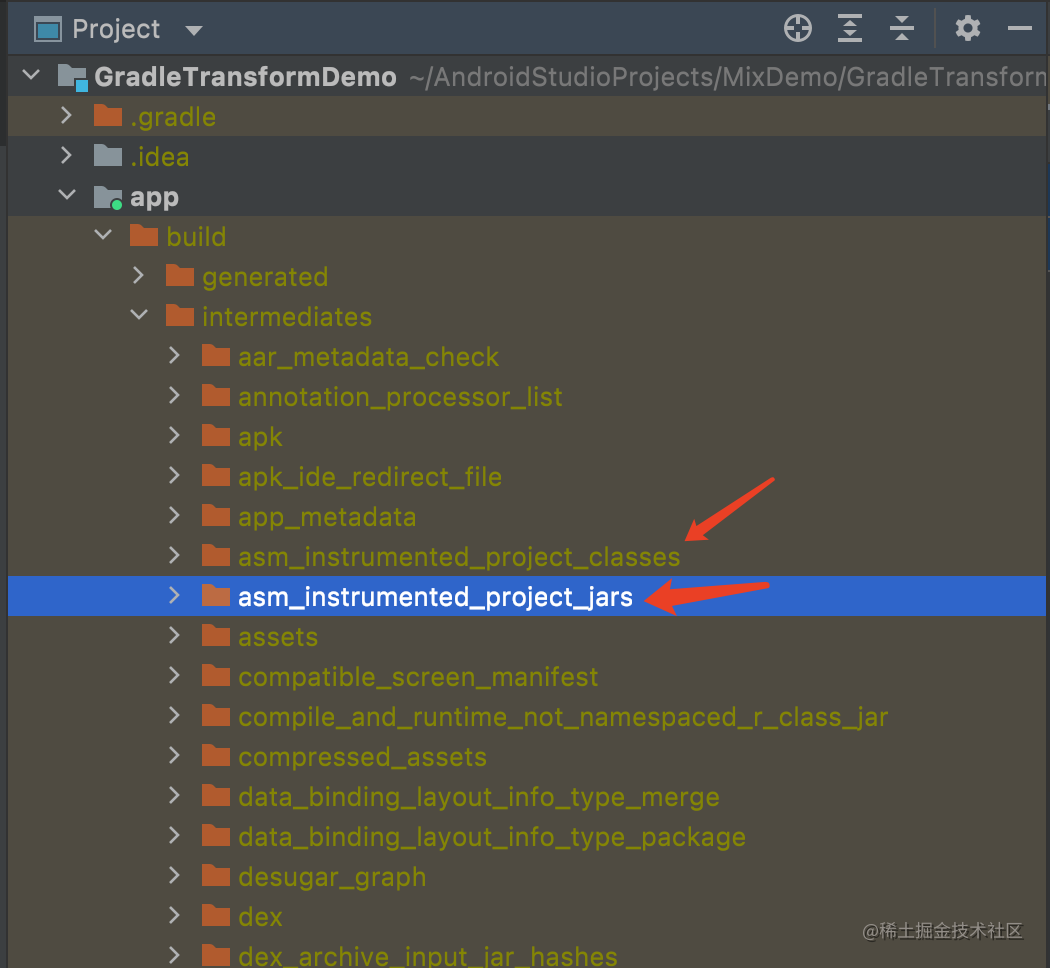 Project
GradleTransformDemo ~/AndroidStudioProjects/MixDemo/GradleTransform
.gradle
.idea
app
build
generated
intermediates
aar_metadata_check
annotation_processor_list
apk
apk_ide_redirect_file
app_metadata
asm_instrumented_project_classes
asm_instrumented_project_jars
assets
compatible_screen_manifest
compile_and_runtime_not_namespaced_r_class_jar
compressed_assets
data_binding_layout_info_type_merge
data_binding_layout_info_type_package
desugar_graph
dex
@稀土掘金技术社区
dex_archive_input_jar_hashes